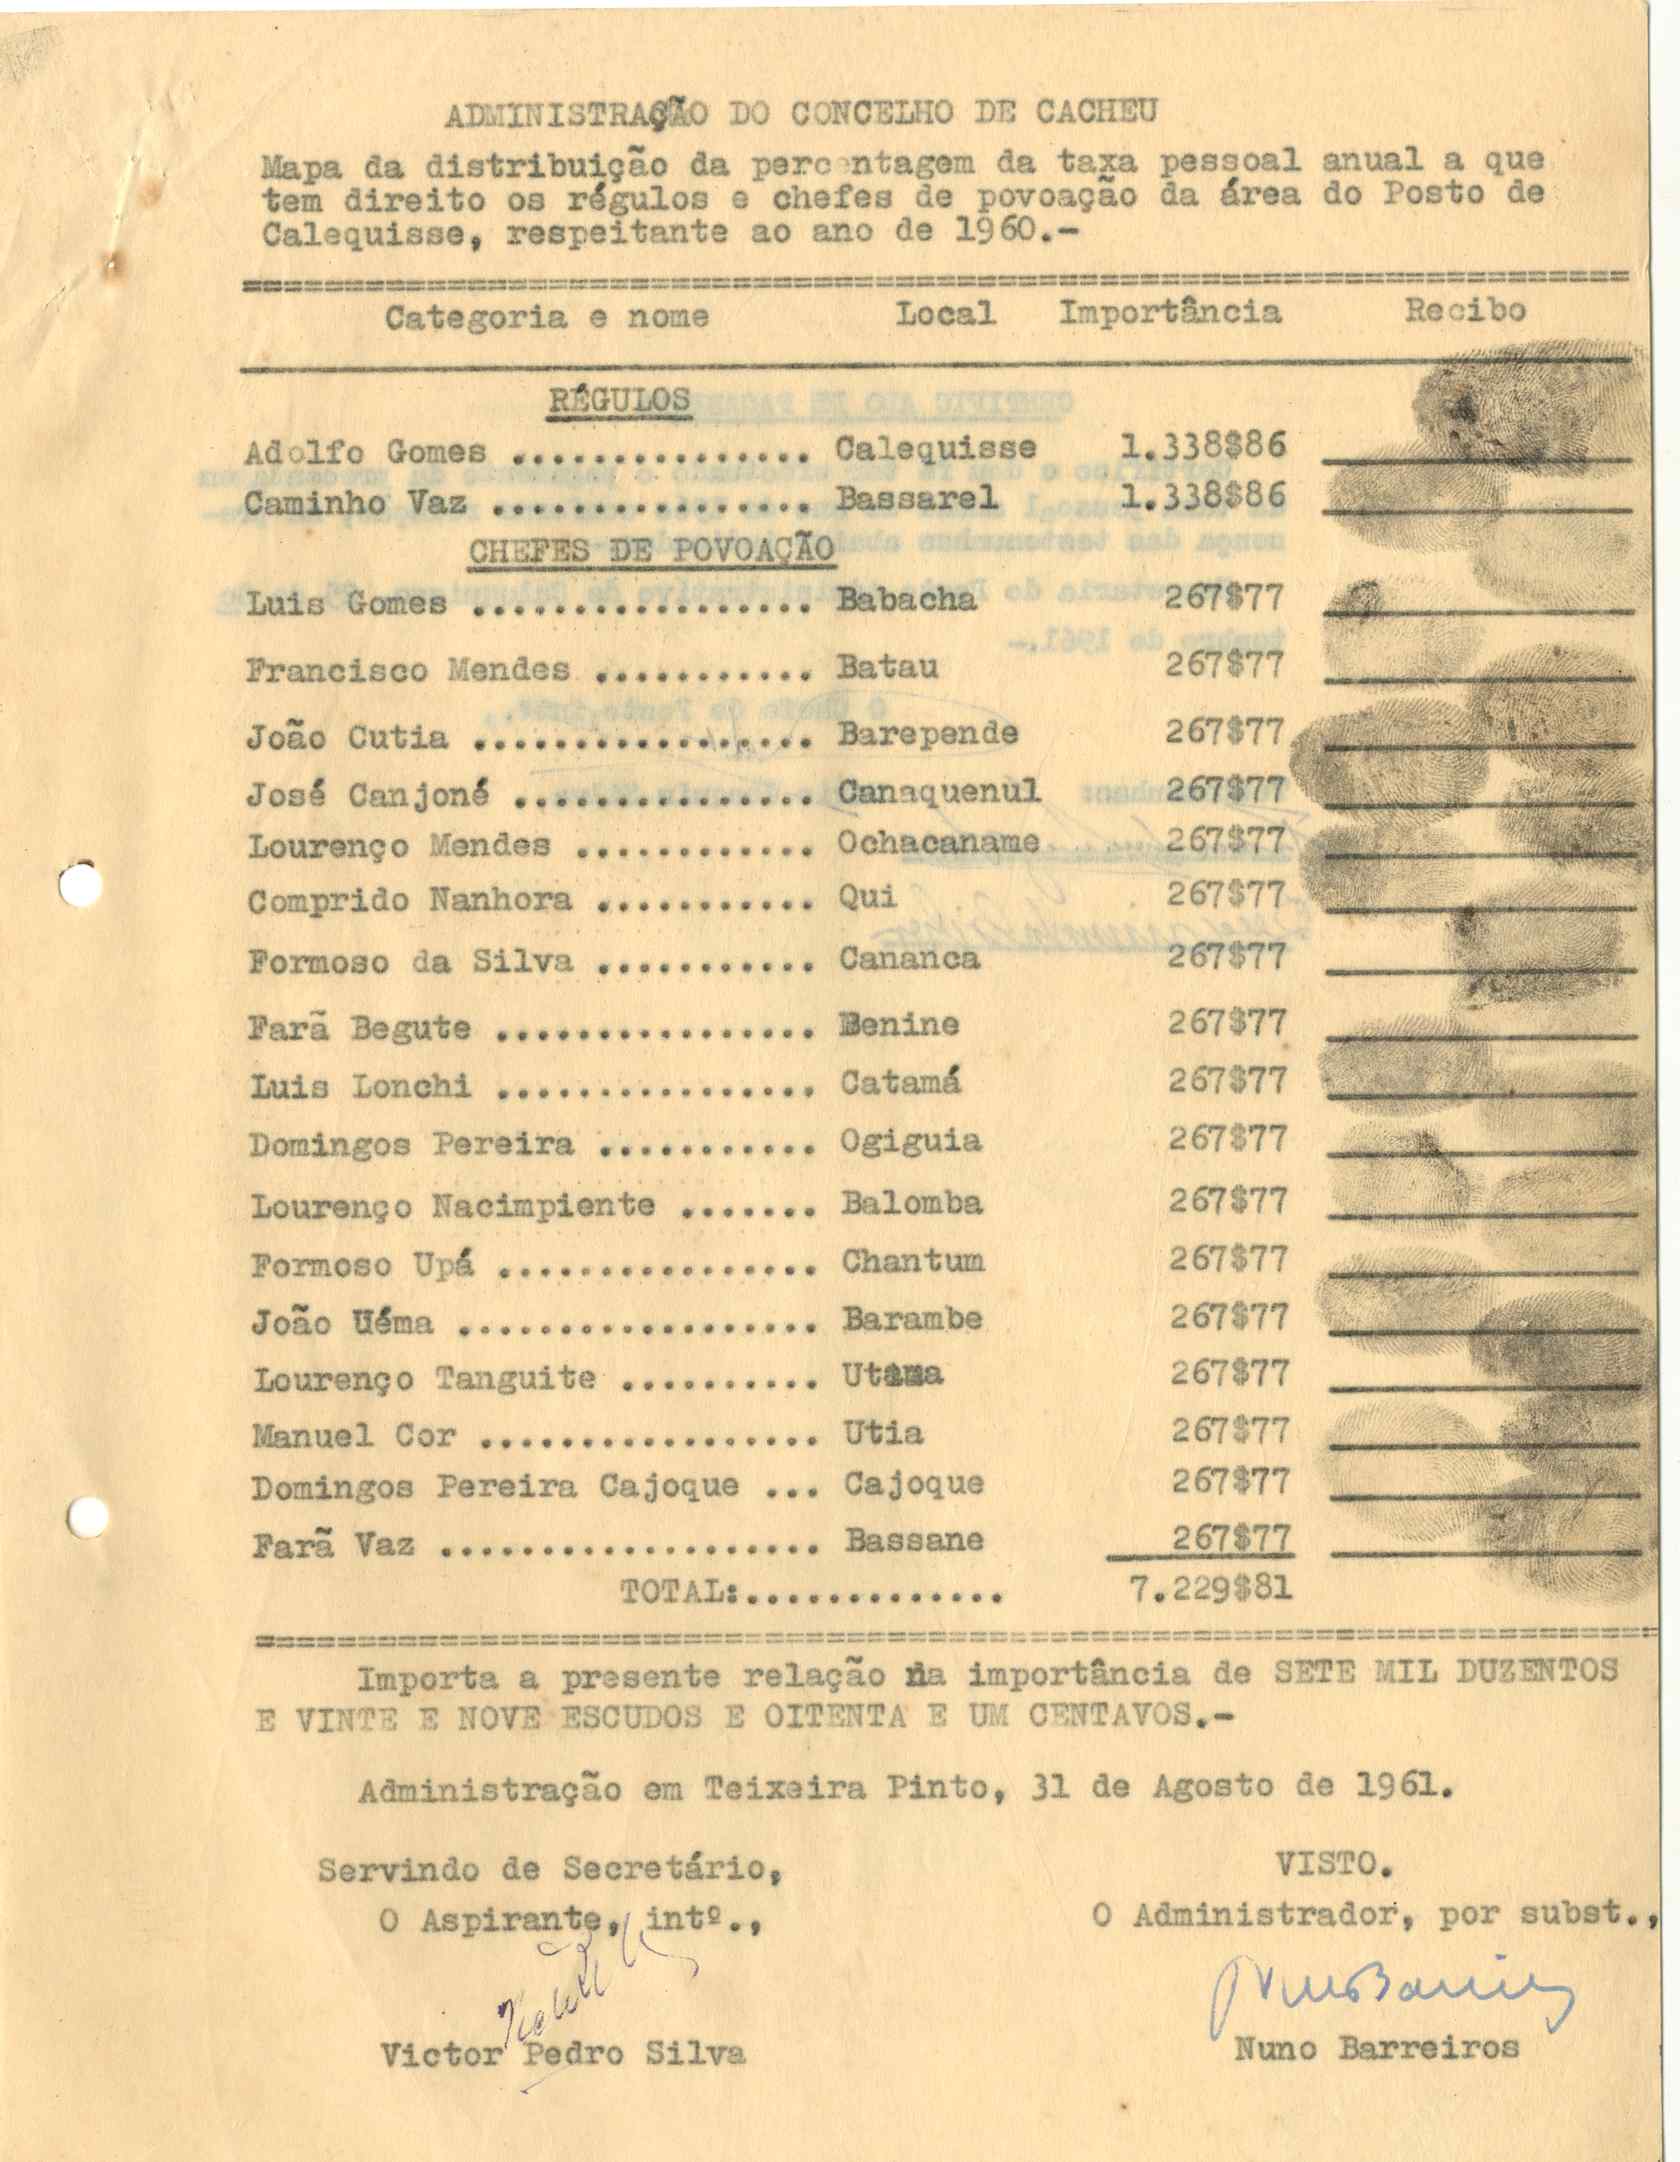 ADMINISTRAÇÃO DO CONCELHO DE CACHEU
Mapa da distribuição da percentagem da taxa pessoal anual a que
tem direito os régulos e chefes de povoação da área do Posto de
Calequisse, respeitante ao ano de 1960.-
Categoria e nome Local Importância Recibo
RÉGULOS
Adolfo Gomes ............... Calequisse 1.338$86
Caminho Vaz ................ Bassarel 1.338$86
CHEFES DE POVOAÇÃO
Luis Gomes ................. Babacha 267$77
Francisco Mendes ........... Batau 267$77
João Cutia ................. Barepende 267$77
José Canjoné ............... Canaquenul 267$77
Lourenço Mendes ............ Ochacaname 267$77
Comprido Nanhora ........... Qui 267$77
Formoso da Silva ........... Cananca 267$77
Farã Begute ................ Benine 267$77
Luis Lonchi ................ Catamá 267$77
Domingos Pereira ........... Ogiguia 267$77
Lourenço Nacimpiente ....... Balomba 267$77
Formoso Upá ................ Chantum 267$77
João Uéma .................. Barambe 267$77
Lourenço Tanguite .......... 267$77
Manuel Cor ................. Utia 267$77
Domingos Pereira Cajoque ... Cajoque 267$77
Farã Vaz ................... Bassane 267$77
TOTAL:............. 7.229$81
Importa a presente relação na importância de SETE MIL DUZENTOS
E VINTE E NOVE ESCUDOS E OITENTA E UM CENTAVOS.-
Administração em Teixeira Pinto, 31 de Agosto de 1961.
Servindo de Secretário, VISTO.
O Aspirante, intº., O Administrador, por subst.,
Victor Pedro Silva Nuno Barreiros